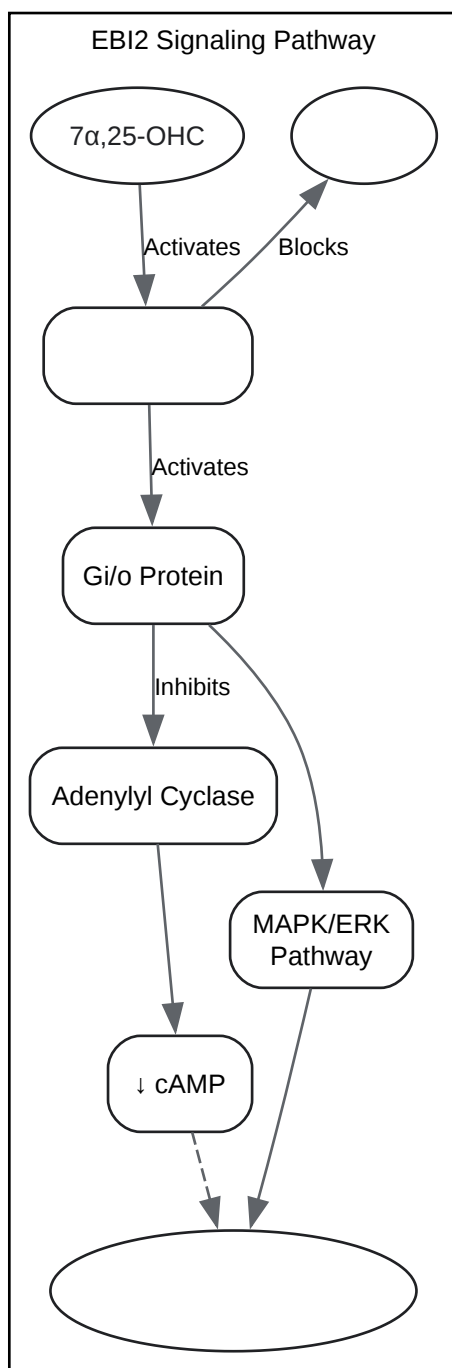 EBI2 Signaling Pathway
7α,25-OHC
Activates
Blocks
Activates
Gi/o Protein
Inhibits
Adenylyl Cyclase
MAPK/ERK
Pathway
↓ cAMP